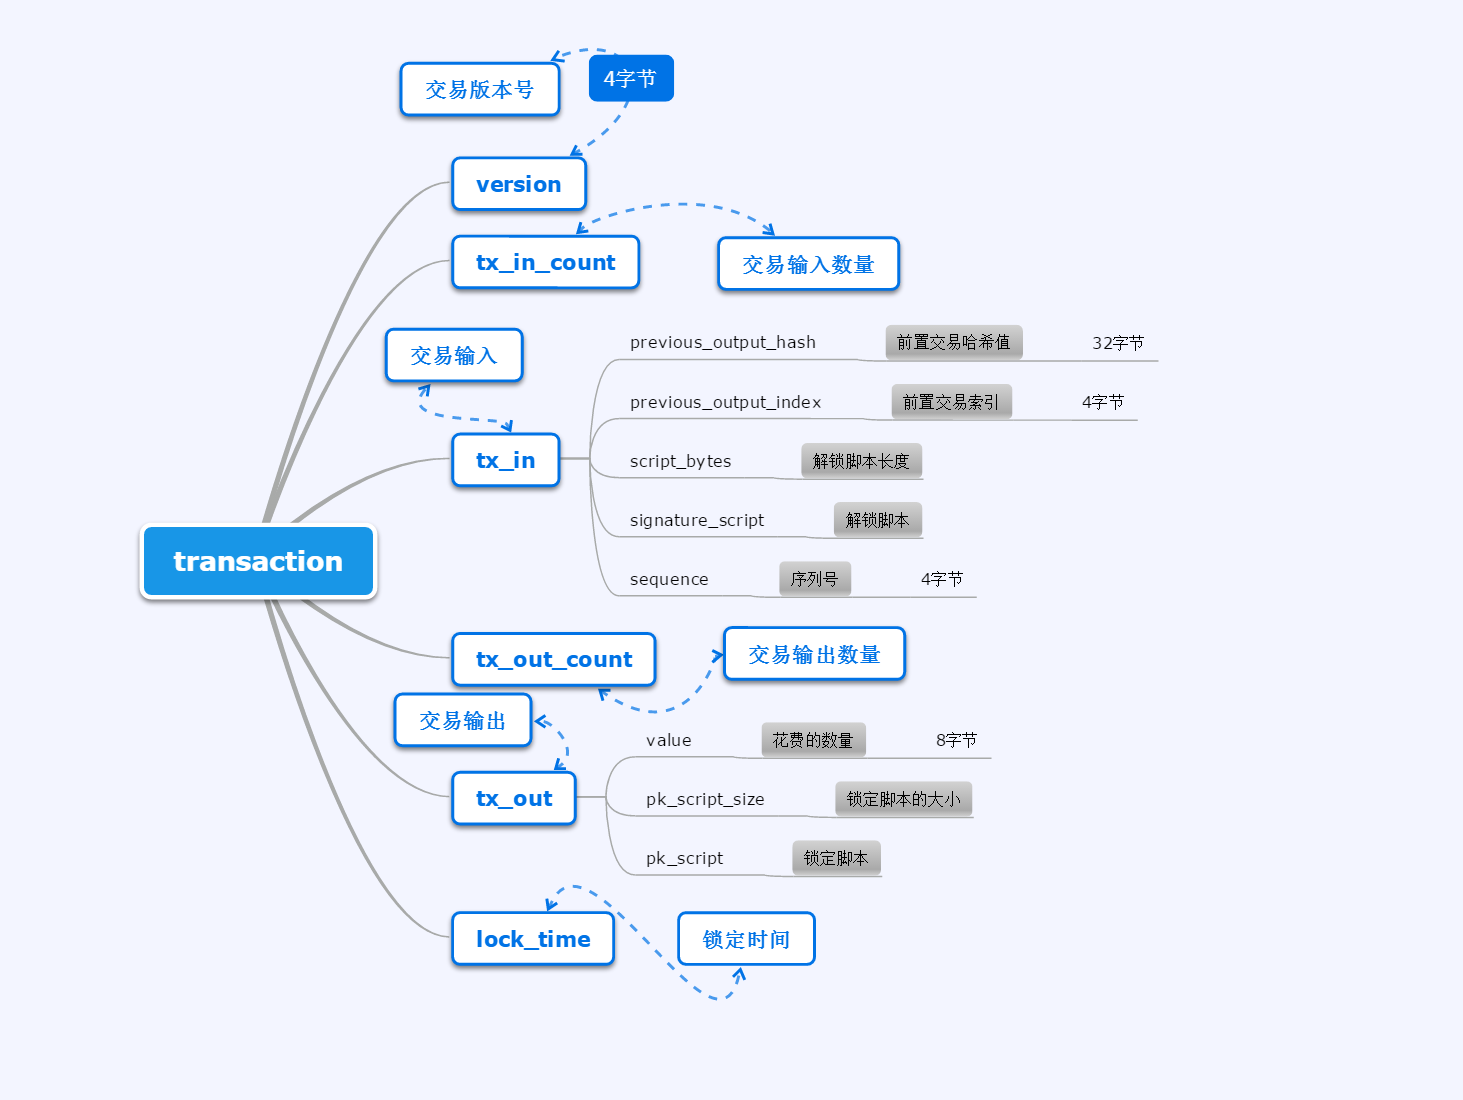 交易版本号
4字节
version
tx_in_count
交易输入数量
交易输入
tx_in
previous_output_hash 前置交易哈希值 32字节
previous_output_index 前置交易索引 4字节
script_bytes 解锁脚本长度
signature_script 解锁脚本
sequence 序列号 4字节
transaction
tx_out_count
交易输出数量
交易输出
tx_out
value 花费的数量 8字节
pk_script_size 锁定脚本的大小
pk_script 锁定脚本
lock_time
锁定时间